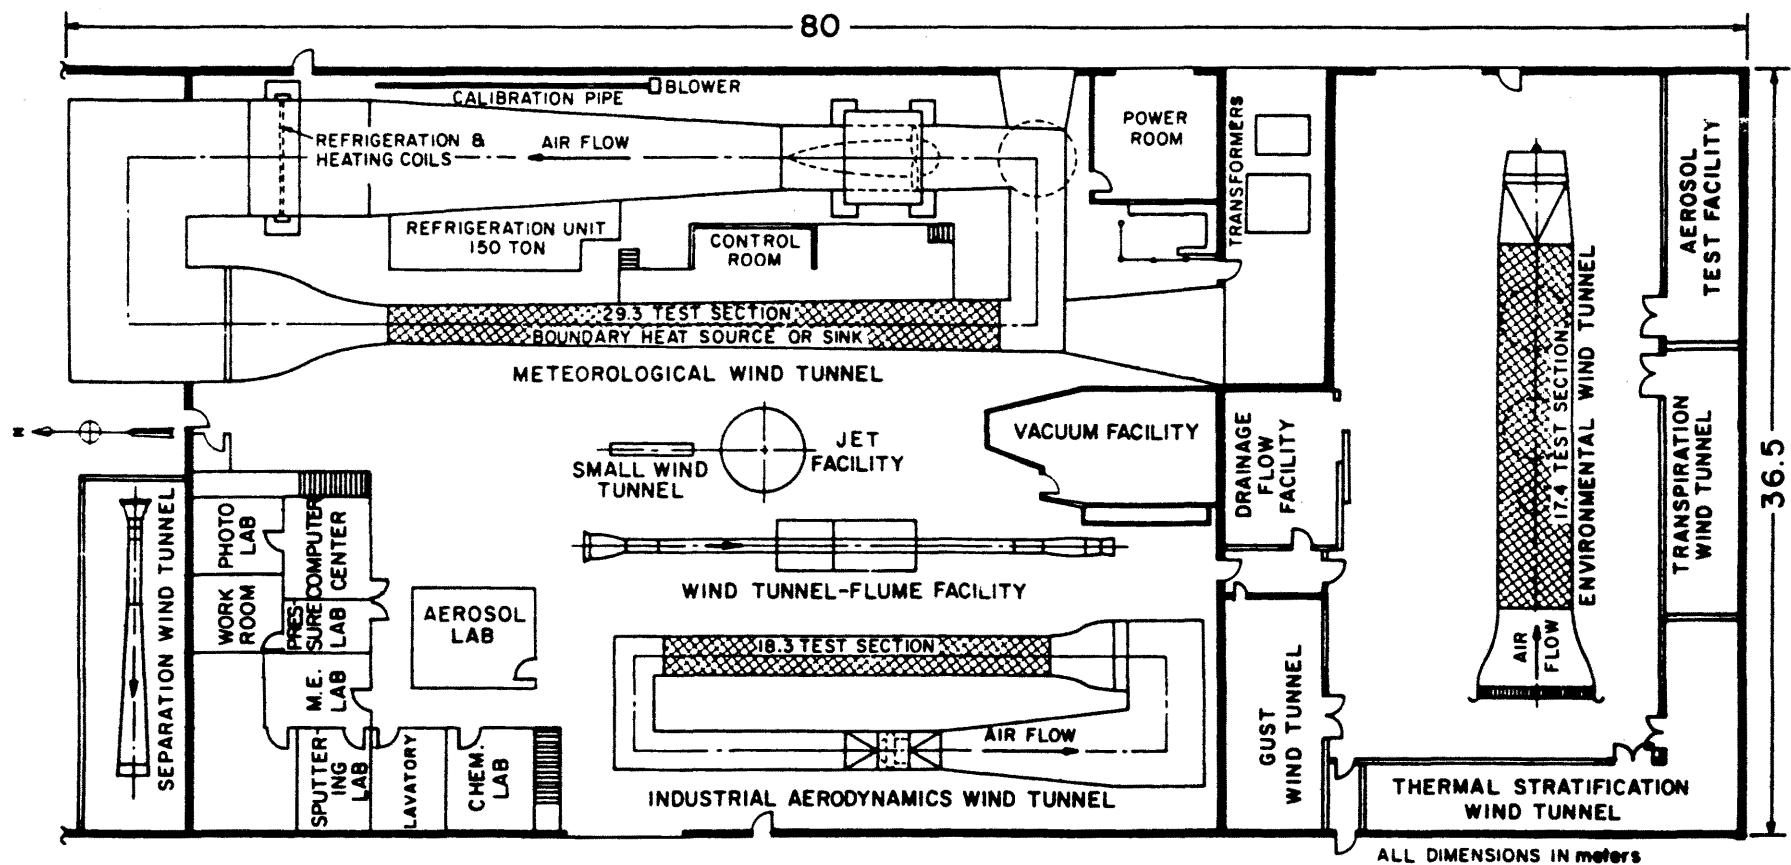 80
CALIBRATION PIPE
BLOWER
REFRIGERATION &
HEATING COILS
AIR FLOW
POWER
ROOM
TRANSFORMERS
AEROSOL
TEST FACILITY
REFRIGERATION UNIT
150 TON
CONTROL
ROOM
29.3 TEST SECTION
BOUNDARY HEAT SOURCE OR SINK
METEOROLOGICAL WIND TUNNEL
17.4 TEST SECTION
ENVIRONMENTAL WIND TUNNEL
AIR
FLOW
TRANSPIRATION
WIND TUNNEL
36.5
N
JET
FACILITY
SMALL WIND
TUNNEL
VACUUM FACILITY
DRAINAGE
FLOW
FACILITY
SEPARATION WIND TUNNEL
PHOTO
LAB
COMPUTER
CENTER
WORK
ROOM
PRES-
SURE
LAB
M.E.
LAB
AEROSOL
LAB
WIND TUNNEL-FLUME FACILITY
18.3 TEST SECTION
AIR FLOW
INDUSTRIAL AERODYNAMICS WIND TUNNEL
SPUTTER-
ING
LAB
LAVATORY
CHEM.
LAB
GUST
WIND TUNNEL
THERMAL STRATIFICATION
WIND TUNNEL
ALL DIMENSIONS IN meters